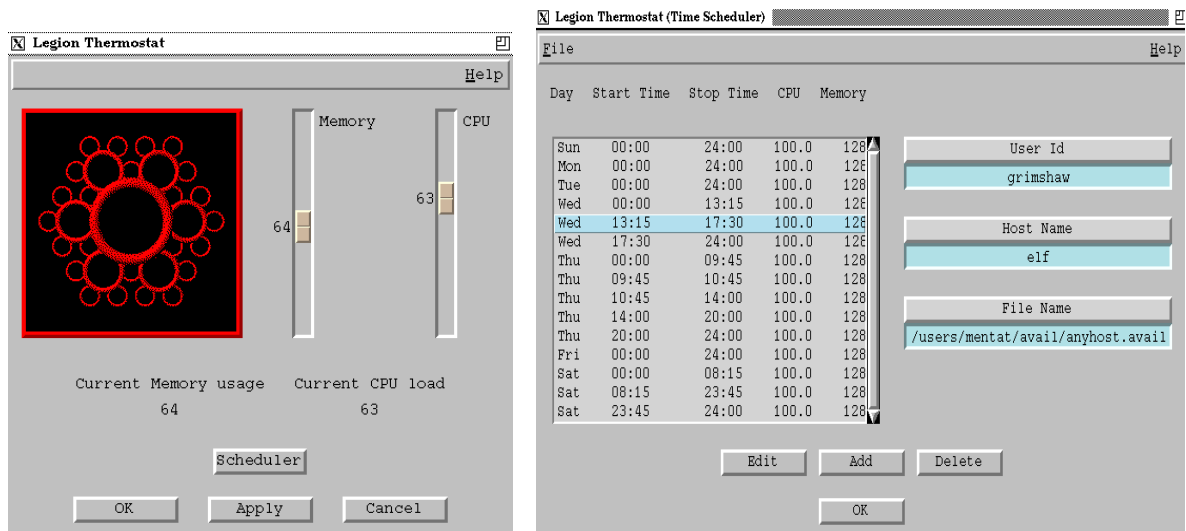 Legion Thermostat
Help
Memory
CPU
63
64
Current Memory usage
Current CPU load
64
63
Scheduler
OK
Apply
Cancel
Legion Thermostat (Time Scheduler)
File
Help
Day Start Time Stop Time CPU Memory
Sun 00:00 24:00 100.0 128
Mon 00:00 24:00 100.0 128
Tue 00:00 24:00 100.0 128
Wed 00:00 13:15 100.0 128
Wed 13:15 17:30 100.0 128
Wed 17:30 24:00 100.0 128
Thu 00:00 09:45 100.0 128
Thu 09:45 10:45 100.0 128
Thu 10:45 14:00 100.0 128
Thu 14:00 20:00 100.0 128
Thu 20:00 24:00 100.0 128
Fri 00:00 24:00 100.0 128
Sat 00:00 08:15 100.0 128
Sat 08:15 23:45 100.0 128
Sat 23:45 24:00 100.0 128
User Id
grimshaw
Host Name
elf
File Name
/users/mentat/avail/anyhost.avail
Edit
Add
Delete
OK